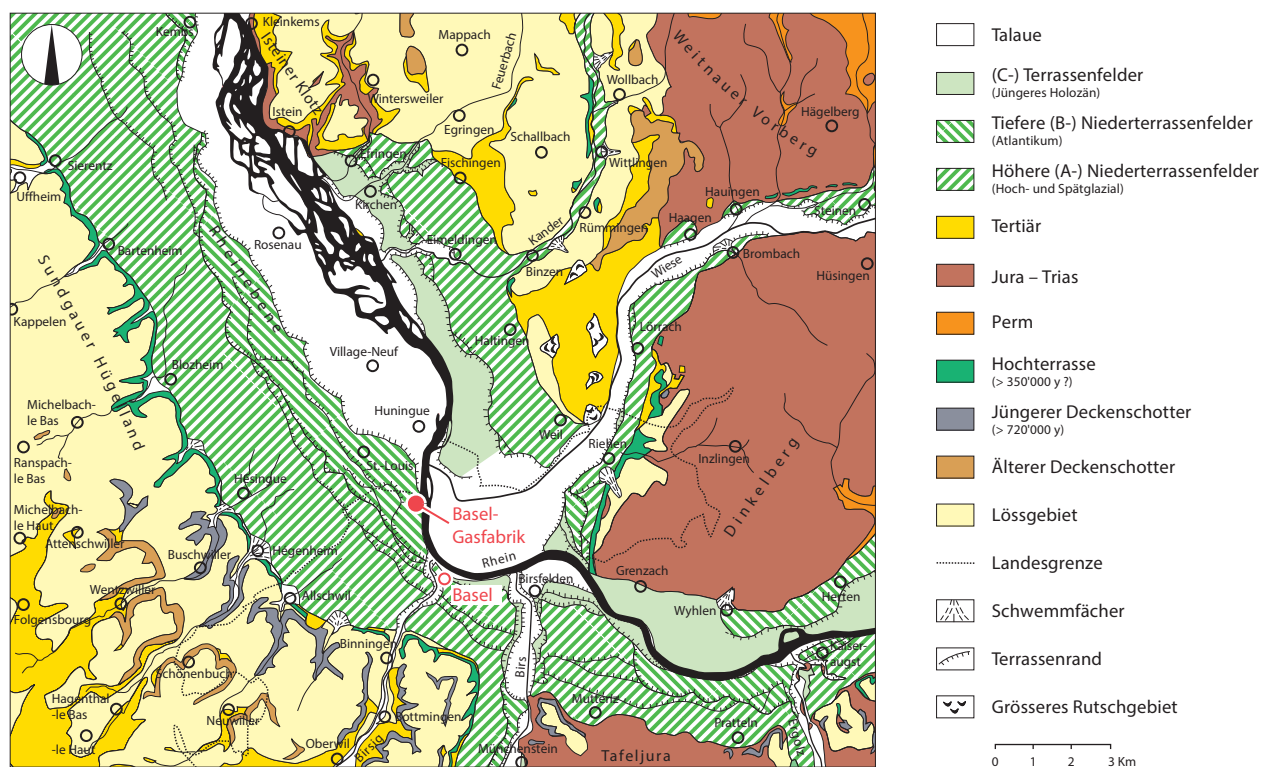 Kembs
Kleinkems
Isteiner Klotz
Mappach
Feuerbach
Weitnauer Vorberg
Wollbach
Wintersweiler
Istein
Hägelberg
Egringen
Schallbach
Efringen
Fischingen
Wittlingen
Sierentz
Uffheim
Kirchen
Hauingen
Steinen
Haagen
Rosenau
Rheinebene
Kander
Rümmingen
Bartenheim
Eimeldingen
Binzen
Wiese
Brombach
Hüsingen
Sundgauer Hügelland
Kappelen
Haltingen
Lörrach
Village-Neuf
Blozheim
Michelbach-
le Bas
Huningue
Weil
Riehen
Inzlingen
Dinkelberg
Ranspach-
le Bas
St.-Louis
Hésingue
Michelbach-
le Haut
Attenschwiller
Basel-
Gasfabrik
Buschwiller
Hégenheim
Rhein
Grenzach
Wentzwiller
Allschwil
Basel
Birsfelden
Wyhlen
Herten
Folgensbourg
Binningen
Kaiser-
augst
Schönenbuch
Birs
Hagenthal
-le Bas
Neuwiller
Bottmingen
Muttenz
Pratteln
Ergolz
-le Haut
Oberwil
Birsig
Münchenstein
Tafeljura
Talaue
(C-) Terrassenfelder
(Jüngeres Holozän)
Tiefere (B-) Niederterrassenfelder
(Atlantikum)
Höhere (A-) Niederterrassenfelder
(Hoch- und Spätglazial)
Tertiär
Jura – Trias
Perm
Hochterrasse
(> 350'000 y ?)
Jüngerer Deckenschotter
(> 720'000 y)
Älterer Deckenschotter
Lössgebiet
Landesgrenze
Schwemmfächer
Terrassenrand
Grösseres Rutschgebiet
0 1 2 3 Km